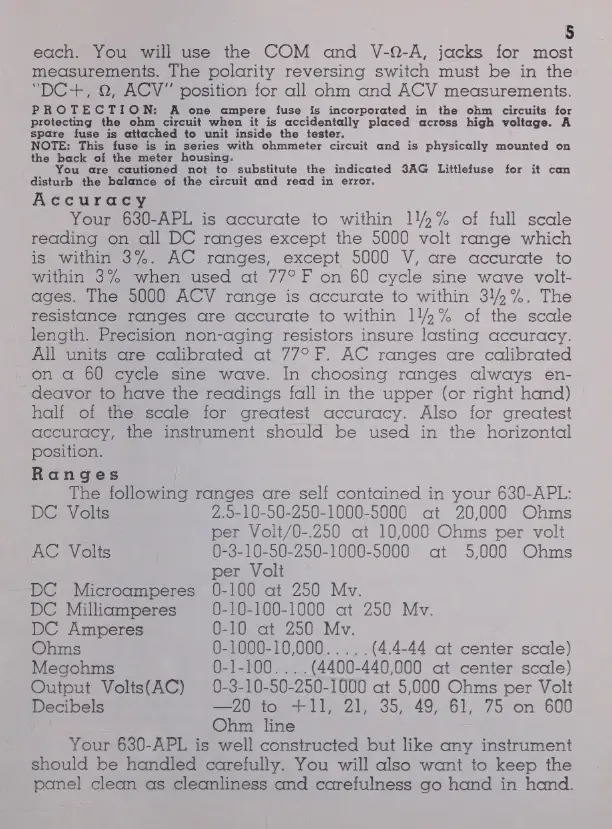 5
each. You will use the COM and V-Ω-A, jacks for most
measurements. The polarity reversing switch must be in the
"DC+, Ω, ACV" position for all ohm and ACV measurements.
PROTECTION: A one ampere fuse is incorporated in the ohm circuits for
protecting the ohm circuit when it is accidentally placed across high voltage. A
spare fuse is attached to unit inside the tester.
NOTE: This fuse is in series with ohmmeter circuit and is physically mounted on
the back of the meter housing.
You are cautioned not to substitute the indicated 3AG Littlefuse for it can
disturb the balance of the circuit and read in error.
Accuracy
Your 630-APL is accurate to within 1½% of full scale
reading on all DC ranges except the 5000 volt range which
is within 3%. AC ranges, except 5000 V, are accurate to
within 3% when used at 77° F on 60 cycle sine wave volt-
ages. The 5000 ACV range is accurate to within 3½%. The
resistance ranges are accurate to within 1½% of the scale
length. Precision non-aging resistors insure lasting accuracy.
All units are calibrated at 77° F. AC ranges are calibrated
on a 60 cycle sine wave. In choosing ranges always en-
deavor to have the readings fall in the upper (or right hand)
half of the scale for greatest accuracy. Also for greatest
accuracy, the instrument should be used in the horizontal
position.
Ranges
The following ranges are self contained in your 630-APL:
DC Volts 2.5-10-50-250-1000-5000 at 20,000 Ohms
per Volt/0-.250 at 10,000 Ohms per volt
AC Volts 0-3-10-50-250-1000-5000 at 5,000 Ohms
per Volt
DC Microamperes 0-100 at 250 Mv.
DC Milliamperes 0-10-100-1000 at 250 Mv.
DC Amperes 0-10 at 250 Mv.
Ohms 0-1000-10,000..... (4.4-44 at center scale)
Megohms 0-1-100.... (4400-440,000 at center scale)
Output Volts(AC) 0-3-10-50-250-1000 at 5,000 Ohms per Volt
Decibels —20 to +11, 21, 35, 49, 61, 75 on 600
Ohm line
Your 630-APL is well constructed but like any instrument
should be handled carefully. You will also want to keep the
panel clean as cleanliness and carefulness go hand in hand.